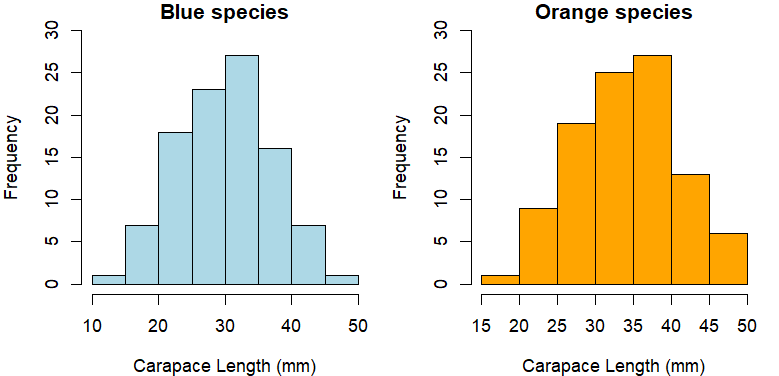 Blue species
Frequency
30
25
20
15
10
5
0
10 20 30 40 50
Carapace Length (mm)
Orange species
Frequency
30
25
20
15
10
5
0
15 20 25 30 35 40 45 50
Carapace Length (mm)